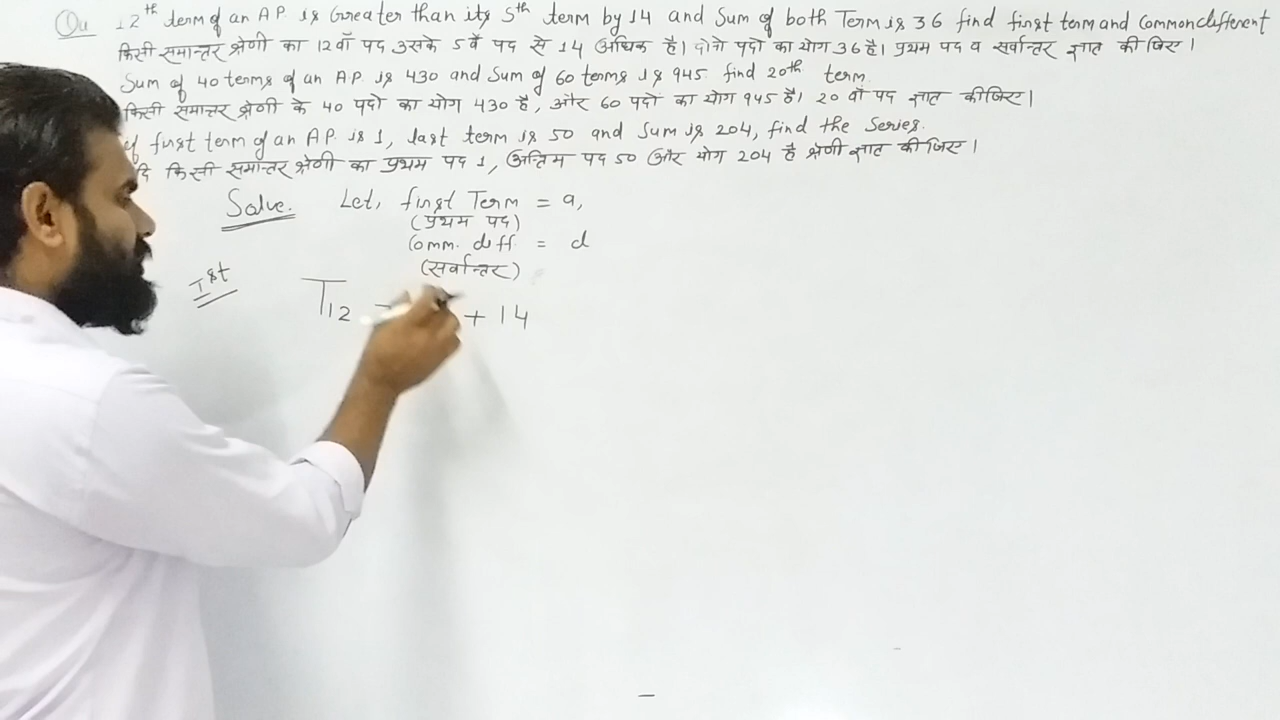 Qu 12th term of an A.P. is Greater than its 5th term by 14 and Sum of both Term is 36 find first term and Common different
किसी समान्तर श्रेणी का 12वाँ पद उसके 5 वें पद से 14 अधिक है। दोनो पदो का योग 36 है। प्रथम पद व सर्वान्तर ज्ञात कीजिए।
Sum of 40 terms of an A.P. is 430 and Sum of 60 terms is 945. find 20th term.
किसी समान्तर श्रेणी के 40 पदो का योग 430 है, और 60 पदों का योग 945 है। 20 वाँ पद ज्ञात कीजिए।
if first term of an A.P. is 1, last term is 50 and Sum is 204, find the Series.
किसी समान्तर श्रेणी का प्रथम पद 1, अन्तिम पद 50 और योग 204 है श्रेणी ज्ञात कीजिए।
Solve. Let, first Term = a,
(प्रथम पद)
Comm. diff. = d
(सर्वान्तर)
Ist T12 + 14